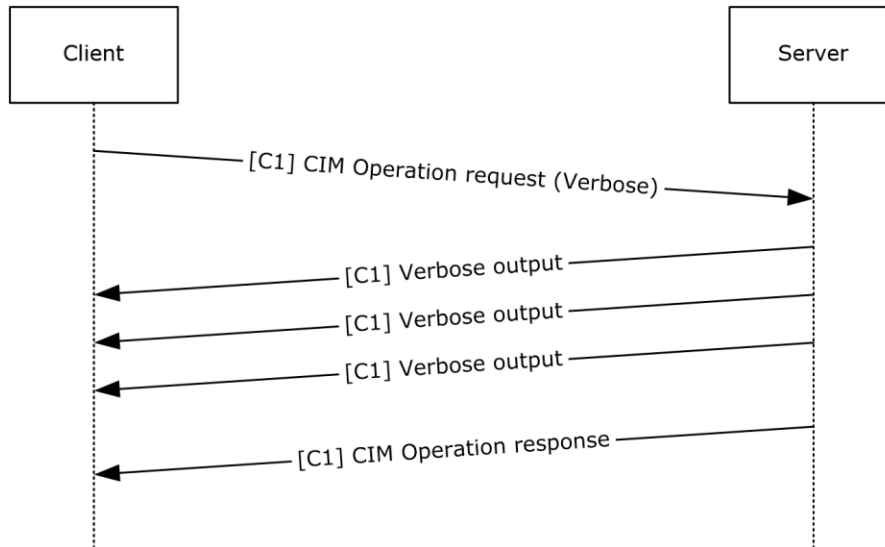 Client
Server
[C1] CIM Operation request (Verbose)
[C1] Verbose output
[C1] Verbose output
[C1] Verbose output
[C1] CIM Operation response